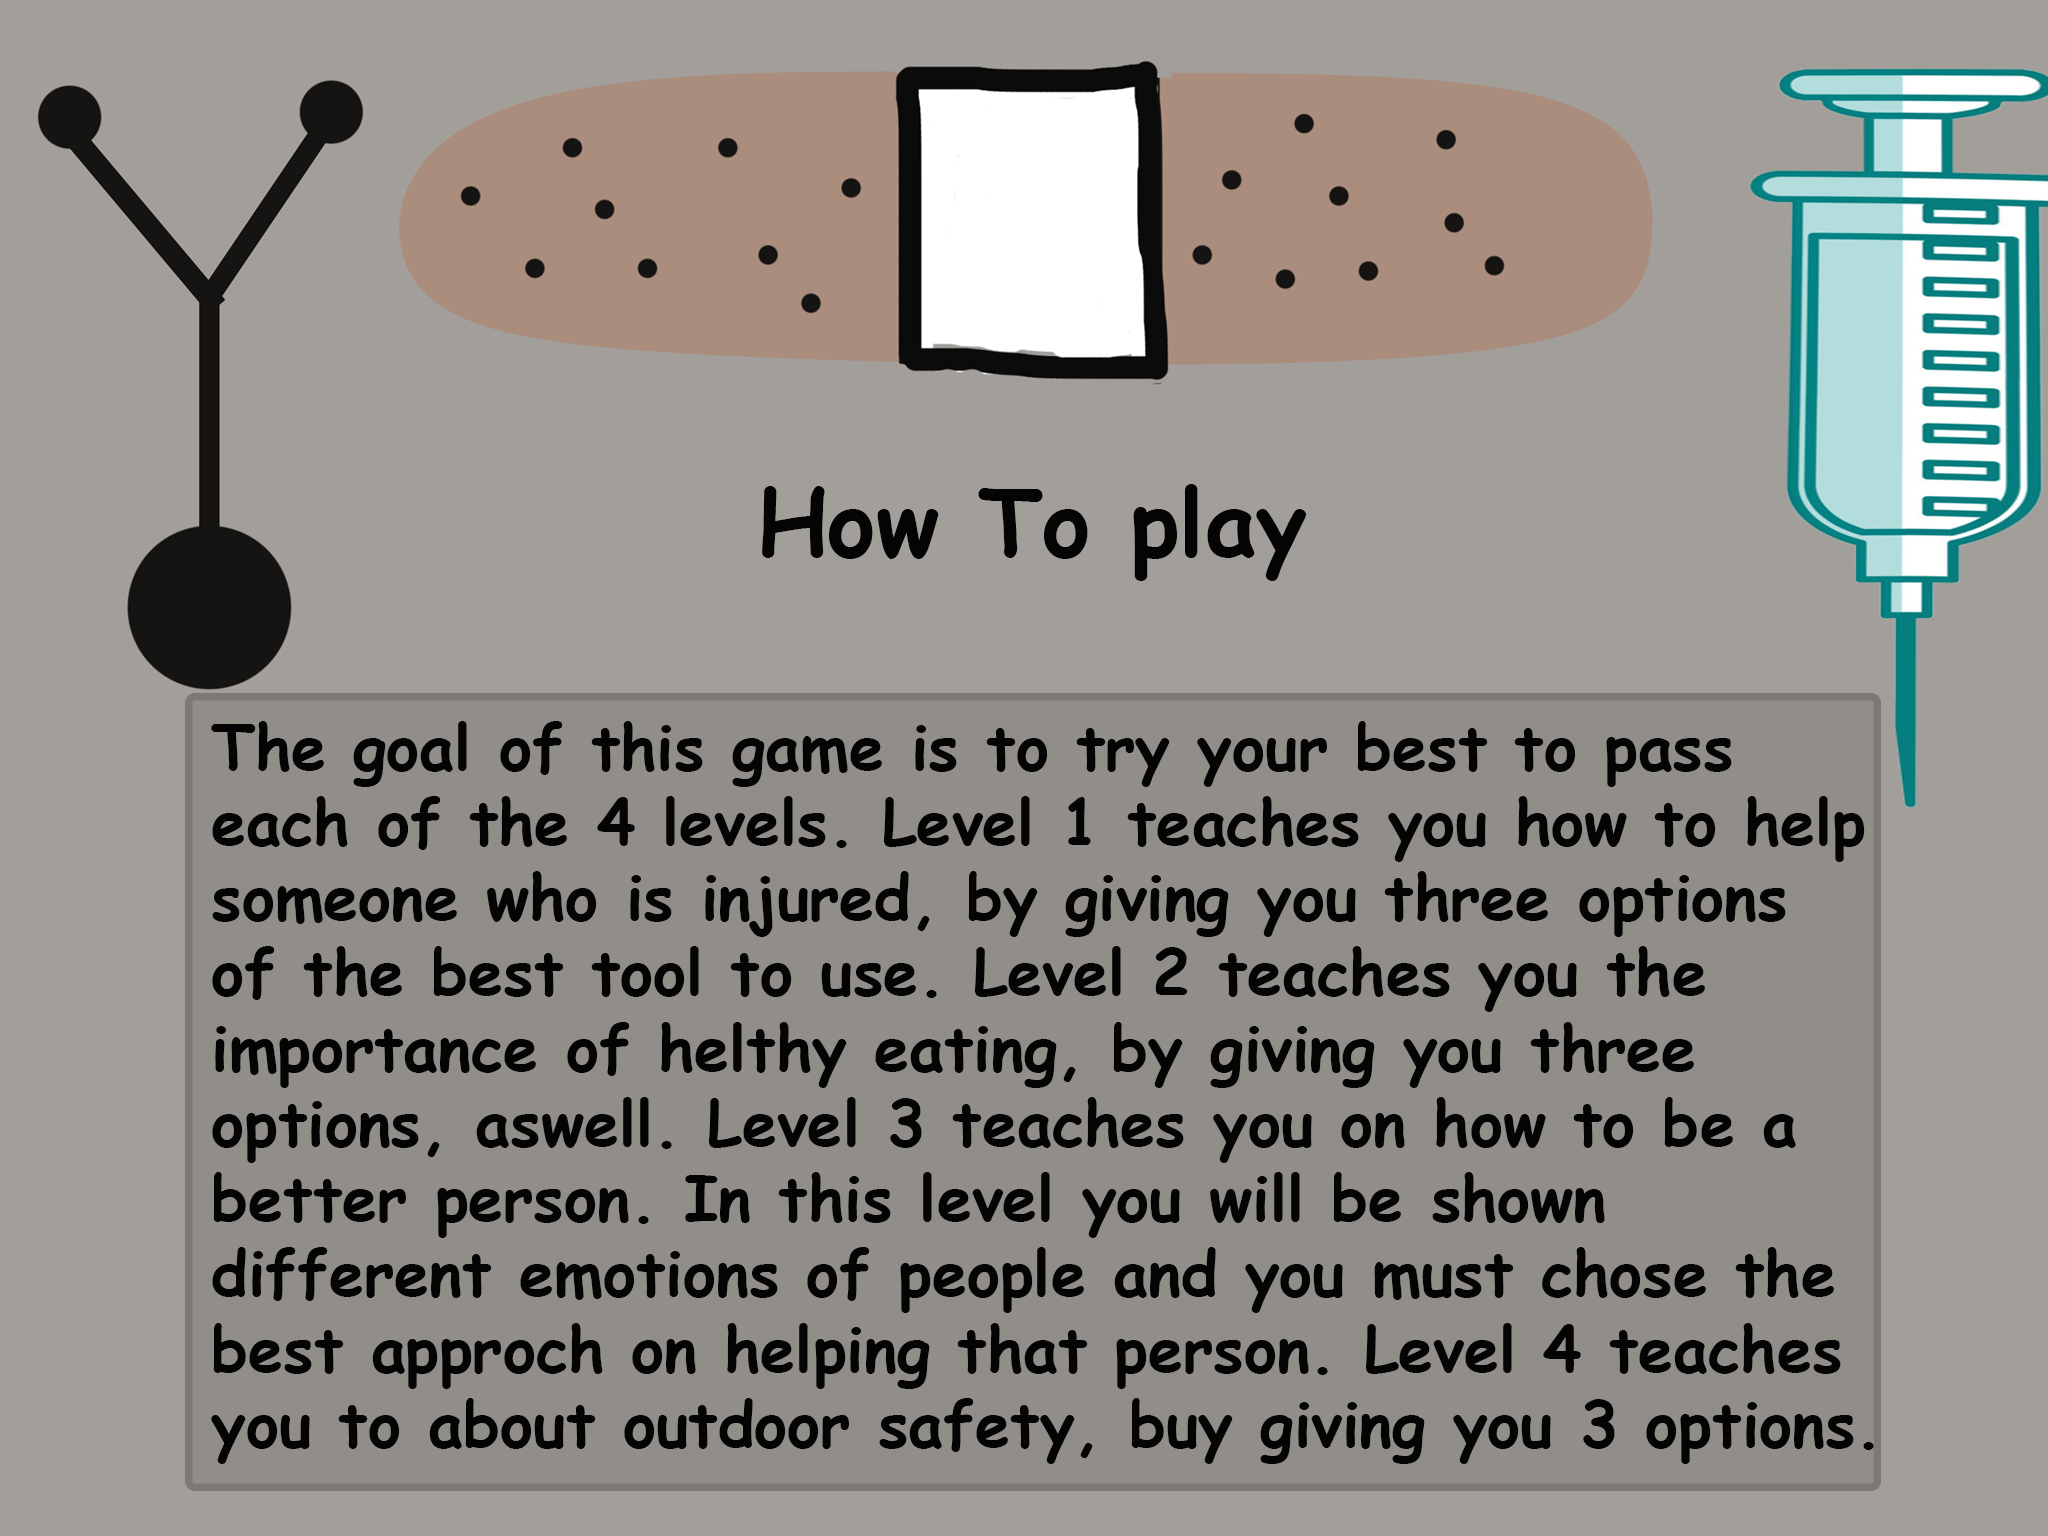 How To play
The goal of this game is to try your best to pass
each of the 4 levels. Level 1 teaches you how to help
someone who is injured, by giving you three options
of the best tool to use. Level 2 teaches you the
importance of helthy eating, by giving you three
options, aswell. Level 3 teaches you on how to be a
better person. In this level you will be shown
different emotions of people and you must chose the
best approch on helping that person. Level 4 teaches
you to about outdoor safety, buy giving you 3 options.